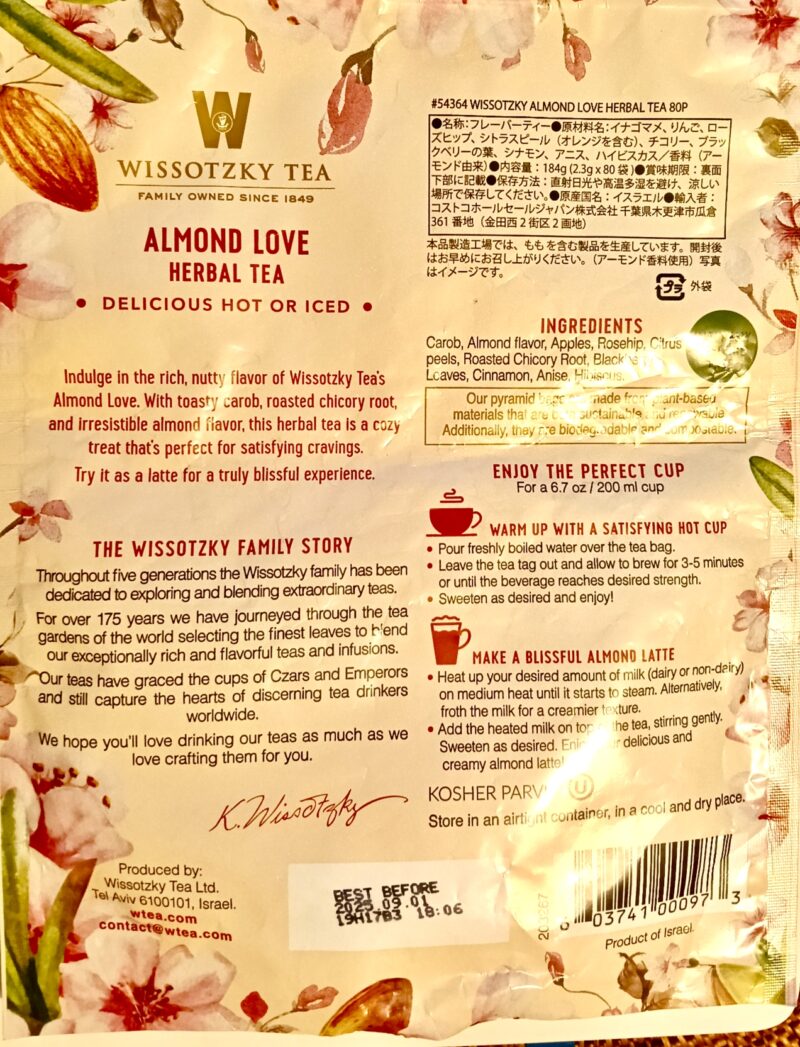 W
WISSOTZKY TEA
FAMILY OWNED SINCE 1849
ALMOND LOVE
HERBAL TEA
• DELICIOUS HOT OR ICED •
Indulge in the rich, nutty flavor of Wissotzky Tea's
Almond Love. With toasty carob, roasted chicory root,
and irresistible almond flavor, this herbal tea is a cozy
treat that's perfect for satisfying cravings.
Try it as a latte for a truly blissful experience.
THE WISSOTZKY FAMILY STORY
Throughout five generations the Wissotzky family has been
dedicated to exploring and blending extraordinary teas.
For over 175 years we have journeyed through the tea
gardens of the world selecting the finest leaves to blend
our exceptionally rich and flavorful teas and infusions.
Our teas have graced the cups of Czars and Emperors
and still capture the hearts of discerning tea drinkers
worldwide.
We hope you'll love drinking our teas as much as we
love crafting them for you.
K. Wissotzky
Produced by:
Wissotzky Tea Ltd.
Tel Aviv 6100101, Israel.
wtea.com
contact@wtea.com
BEST BEFORE
2025.09.01
19H17B3 18:06
#54364 WISSOTZKY ALMOND LOVE HERBAL TEA 80P
●名称:フレーバーティー●原材料名:イナゴマメ、りんご、ロー
ズヒップ、シトラスピール（オレンジを含む）、チコリー、ブラッ
クベリーの葉、シナモン、アニス、ハイビスカス／香料（アー
モンド由来）●内容量:184g (2.3g x 80 袋)●賞味期限:裏面
下部に記載●保存方法:直射日光や高温多湿を避け、涼しい
場所で保存してください。●原産国名:イスラエル●輸入者:
コストコホールセールジャパン株式会社 千葉県木更津市瓜倉
361 番地（金田西 2 街区 2 画地）
本品製造工場では、ももを含む製品を生産しています。開封後
はお早めにお召し上がりください。（アーモンド香料使用）写真
はイメージです。
プラ 外袋
INGREDIENTS
Carob, Almond flavor, Apples, Rosehip, Citrus
peels, Roasted Chicory Root,
Leaves, Cinnamon, Anise, Hibiscus.
Our pyramid made from plant-based
materials that are sustainable
Additionally, they are biodegradable and compostable.
ENJOY THE PERFECT CUP
For a 6.7 oz / 200 ml cup
WARM UP WITH A SATISFYING HOT CUP
• Pour freshly boiled water over the tea bag.
• Leave the tea tag out and allow to brew for 3-5 minutes
or until the beverage reaches desired strength.
• Sweeten as desired and enjoy!
MAKE A BLISSFUL ALMOND LATTE
• Heat up your desired amount of milk (dairy or non-dairy)
on medium heat until it starts to steam. Alternatively,
froth the milk for a creamier texture.
• Add the heated milk on top the tea, stirring gently.
Sweeten as desired. delicious and
creamy almond latte!
KOSHER U
Store in an airtight container, in a cool and dry place.
03741 00097 3
Product of Israel.